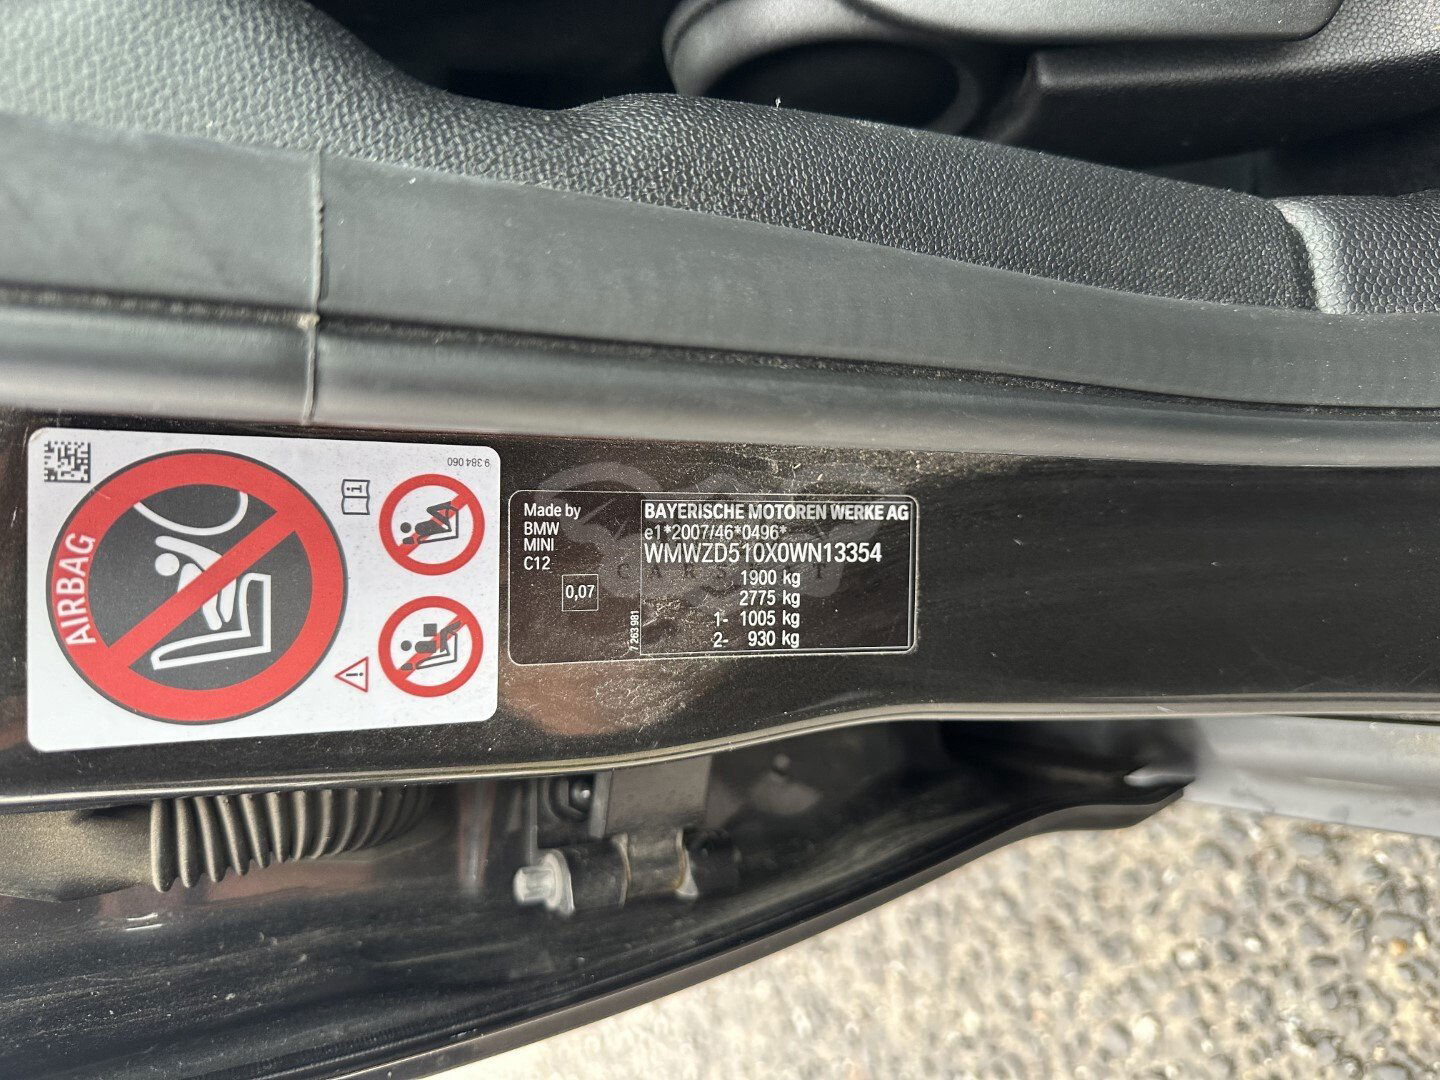 AIRBAG
9 384 060
Made by
BMW
MINI
C12
0,07
7 263 981
BAYERISCHE MOTOREN WERKE AG
e1*2007/46*0496*
WMWZD510X0WN13354
1900 kg
2775 kg
1- 1005 kg
2- 930 kg